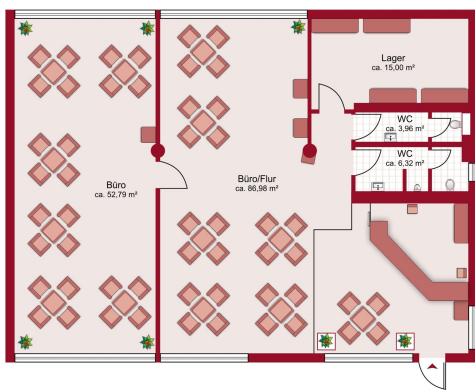 Lager
ca. 15,00 m²
WC
ca. 3,96 m²
WC
ca. 6,32 m²
Büro
ca. 52,79 m²
Büro/Flur
ca. 86,98 m²